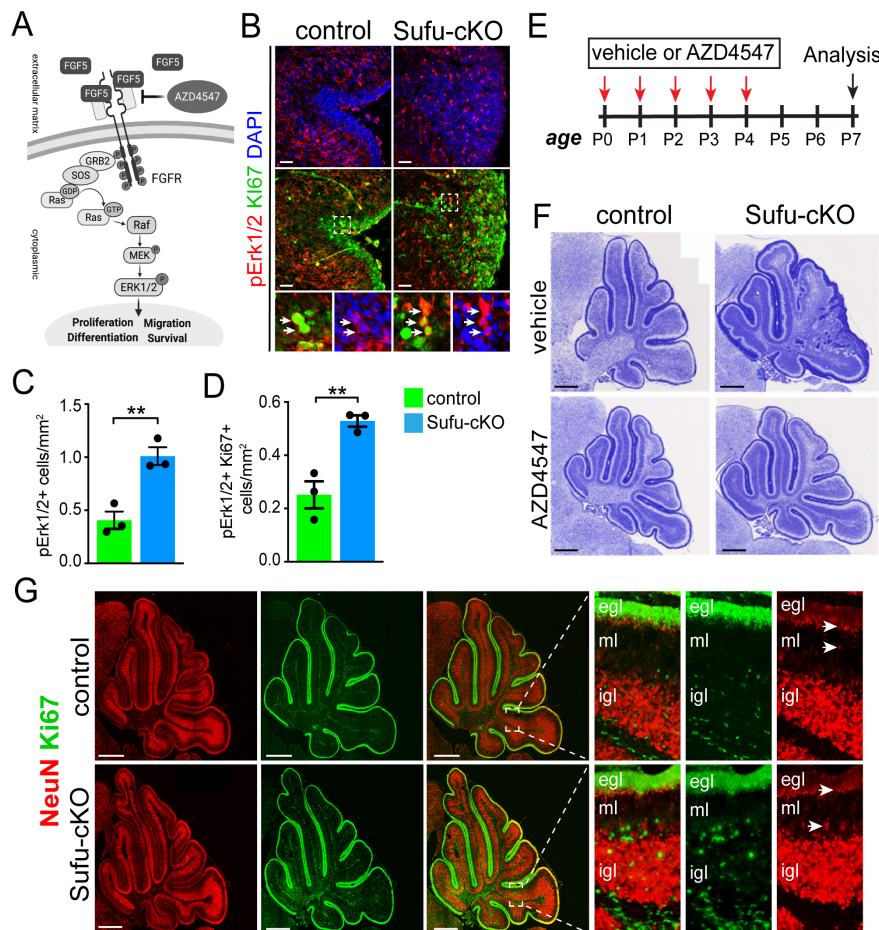 A
extracellular matrix
cytoplasmic
FGF5
FGF5
FGF5
FGF5
AZD4547
GRB2
SOS
FGFR
P
P
P
P
P
P
P
P
GDP
Ras
GTP
Ras
Raf
MEK
P
ERK1/2
P
Proliferation Migration
Differentiation Survival
B
control Sufu-cKO
pErk1/2 KI67 DAPI
C
pErk1/2+ cells/mm²
1.5
1.0
0.5
0.0
**
D
pErk1/2+ Ki67+
cells/mm²
0.6
0.4
0.2
0
**
control
Sufu-cKO
E
vehicle or AZD4547
Analysis
age P0 P1 P2 P3 P4 P5 P6 P7
F
control Sufu-cKO
vehicle
AZD4547
G
NeuN Ki67
control
egl egl egl
ml ml ml
igl igl igl
Sufu-cKO
egl egl egl
ml ml ml
igl igl igl